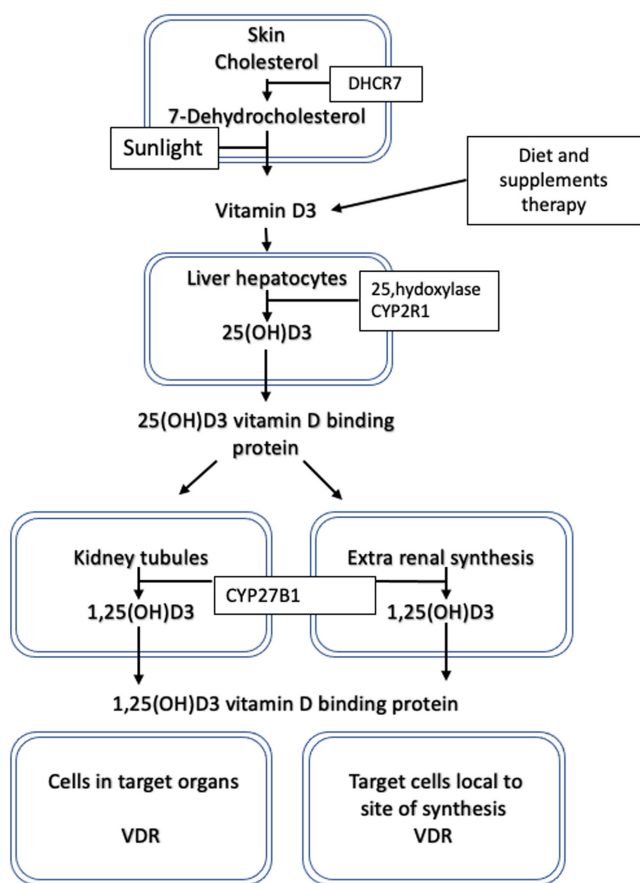 Skin
Cholesterol
DHCR7
7-Dehydrocholesterol
Sunlight
Diet and
supplements
therapy
Vitamin D3
Liver hepatocytes
25,hydoxylase
CYP2R1
25(OH)D3
25(OH)D3 vitamin D binding
protein
Kidney tubules
Extra renal synthesis
CYP27B1
1,25(OH)D3
1,25(OH)D3
1,25(OH)D3 vitamin D binding protein
Cells in target organs
VDR
Target cells local to
site of synthesis
VDR